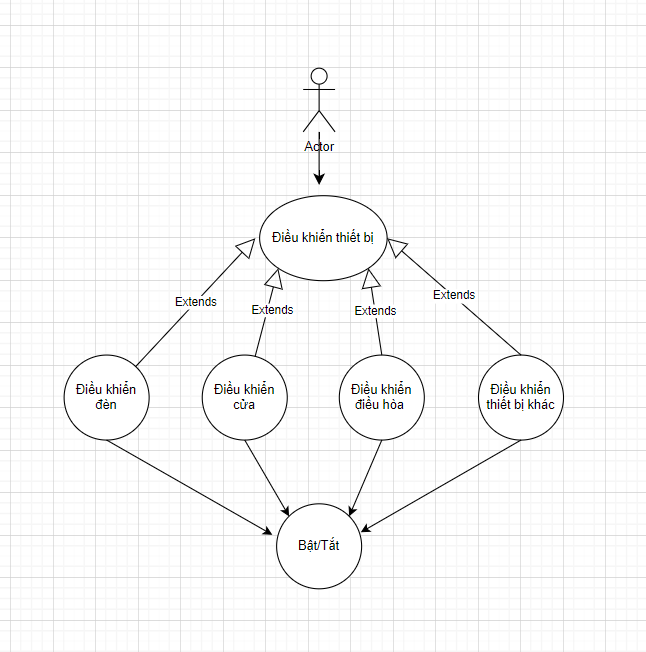 Actor
Điều khiển thiết bị
Extends
Extends
Extends
Extends
Điều khiển
đèn
Điều khiển
cửa
Điều khiển
điều hòa
Điều khiển
thiết bị khác
Bật/Tắt